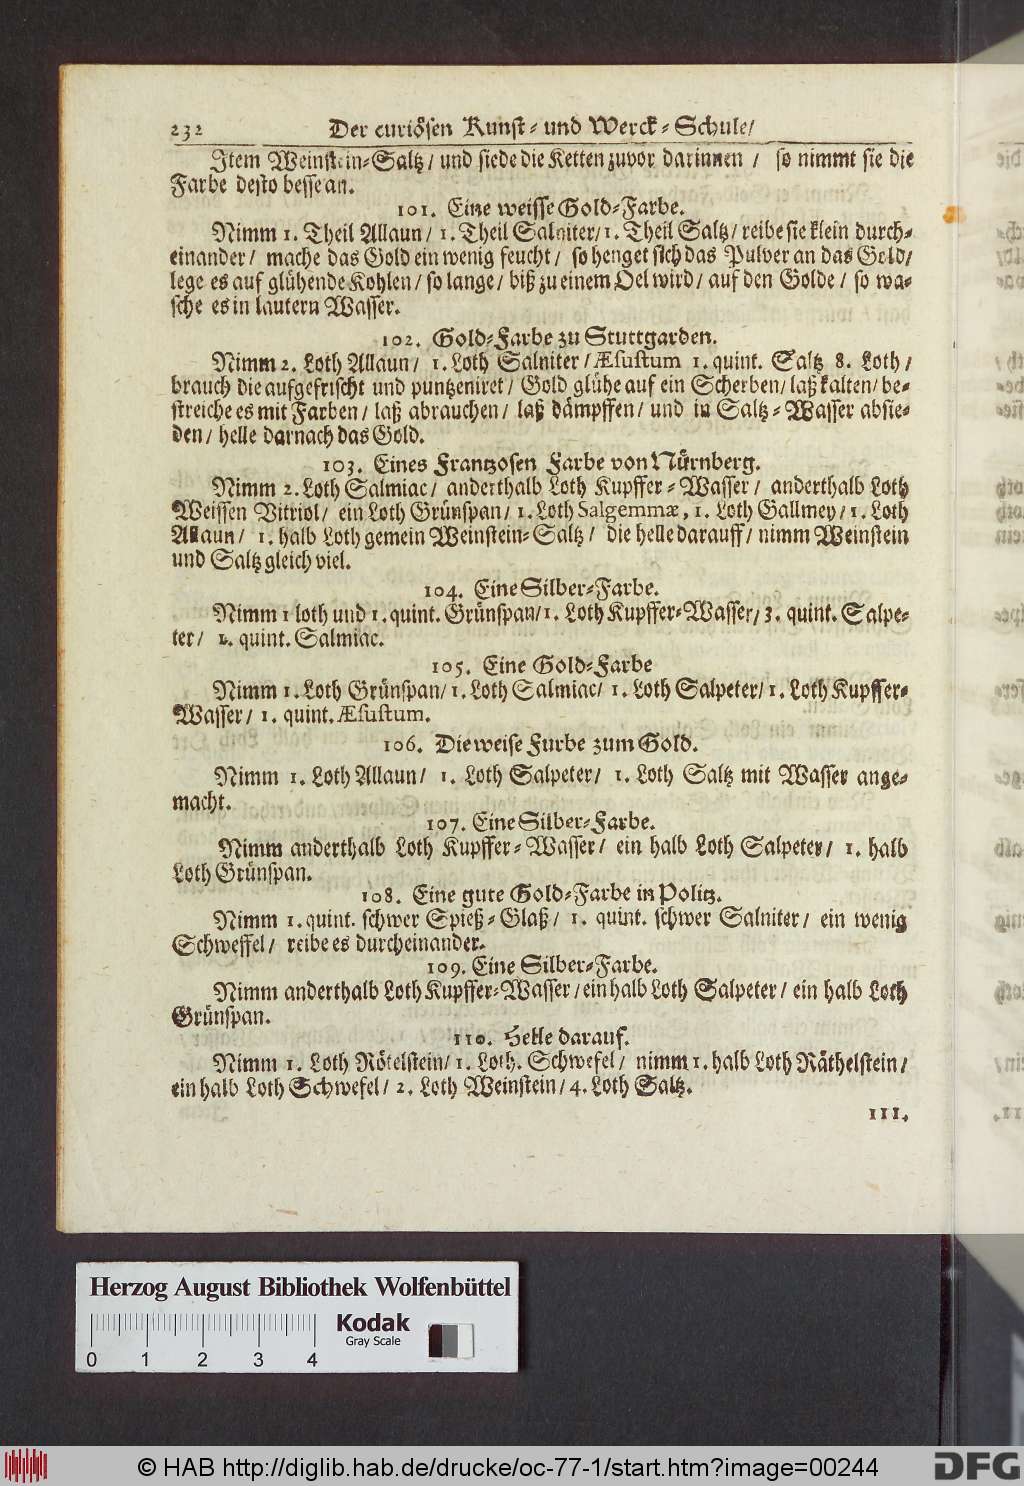 232 Der curiösen Kunst- und Werck-Schule/
Item Weinstein-Saltz/ und siede die Ketten zuvor darinnen / so nimmt sie die
Farbe desto besse an.
101. Eine weisse Gold-Farbe.
Nimm 1. Theil Allaun/ 1. Theil Salniter/ 1. Theil Saltz/ reibe sie klein durch-
einander/ mache das Gold ein wenig feucht/ so henget sich das Pulver an das Gold/
lege es auf glühende Kohlen/ so lange/ biß zu einem Oel wird/ auf den Golde/ so wa-
sche es in lautern Wasser.
102. Gold-Farbe zu Stuttgarden.
Nimm 2. Loth Allaun/ 1. Loth Salniter/ Æsustum 1. quint. Saltz 8. Loth/
brauch die aufgefrischt und puntzeniret/ Gold glühe auf ein Scherben/ laß kalten/ be-
streiche es mit Farben/ laß abrauchen/ laß dämpffen/ und in Saltz-Wasser absie-
den/ helle darnach das Gold.
103. Eines Frantzosen Farbe von Nürnberg.
Nimm 2. Loth Salmiac/ anderthalb Loth Kupffer-Wasser/ anderthalb Loth
Weissen Vitriol/ ein Loth Grünspan/ 1. Loth Salgemmæ, 1. Loth Gallmey/ 1. Loth
Allaun/ 1. halb Loth gemein Weinstein-Saltz/ die helle darauff/ nimm Weinstein
und Saltz gleich viel.
104. Eine Silber-Farbe.
Nimm 1 loth und 1. quint. Grünspan/ 1. Loth Kupffer-Wasser/ 3. quint. Salpe-
ter/ 1. quint. Salmiac.
105. Eine Gold-Farbe
Nimm 1. Loth Grünspan/ 1. Loth Salmiac/ 1. Loth Salpeter/ 1. Loth Kupffer-
Wasser/ 1. quint. Æsustum.
106. Die weise Furbe zum Gold.
Nimm 1. Loth Allaun/ 1. Loth Salpeter/ 1. Loth Saltz mit Wasser ange-
macht.
107. Eine Silber-Farbe.
Nimm anderthalb Loth Kupffer-Wasser/ ein halb Loth Salpeter/ 1. halb
Loth Grünspan.
108. Eine gute Gold-Farbe in Politz.
Nimm 1. quint. schwer Spieß-Glaß/ 1. quint. schwer Salniter/ ein wenig
Schweffel/ reibe es durcheinander.
109. Eine Silber-Farbe.
Nimm anderthalb Loth Kupffer-Wasser/ ein halb Loth Salpeter/ ein halb Loth
Grünspan.
110. Helle darauf.
Nimm 1. Loth Rötelstein/ 1. Loth. Schwefel/ nimm 1. halb Loth Räthelstein/
ein halb Loth Schwefel/ 2. Loth Weinstein/ 4. Loth Saltz.
111.
Herzog August Bibliothek Wolfenbüttel
Kodak
Gray Scale
0 1 2 3 4
© HAB http://diglib.hab.de/drucke/oc-77-1/start.htm?image=00244
DFG